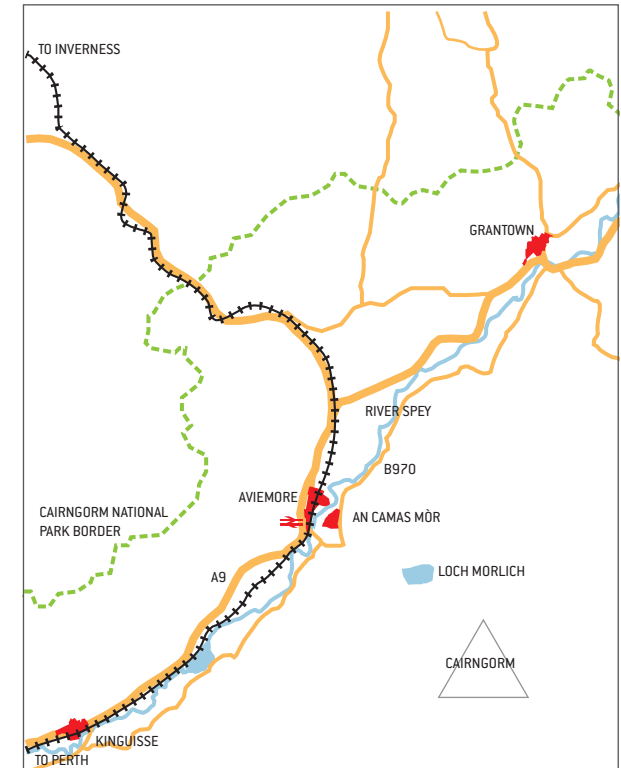 TO INVERNESS
GRANTOWN
RIVER SPEY
B970
AVIEMORE
CAIRNGORM NATIONAL
PARK BORDER
AN CAMAS MÒR
A9
LOCH MORLICH
CAIRNGORM
KINGUISSE
TO PERTH